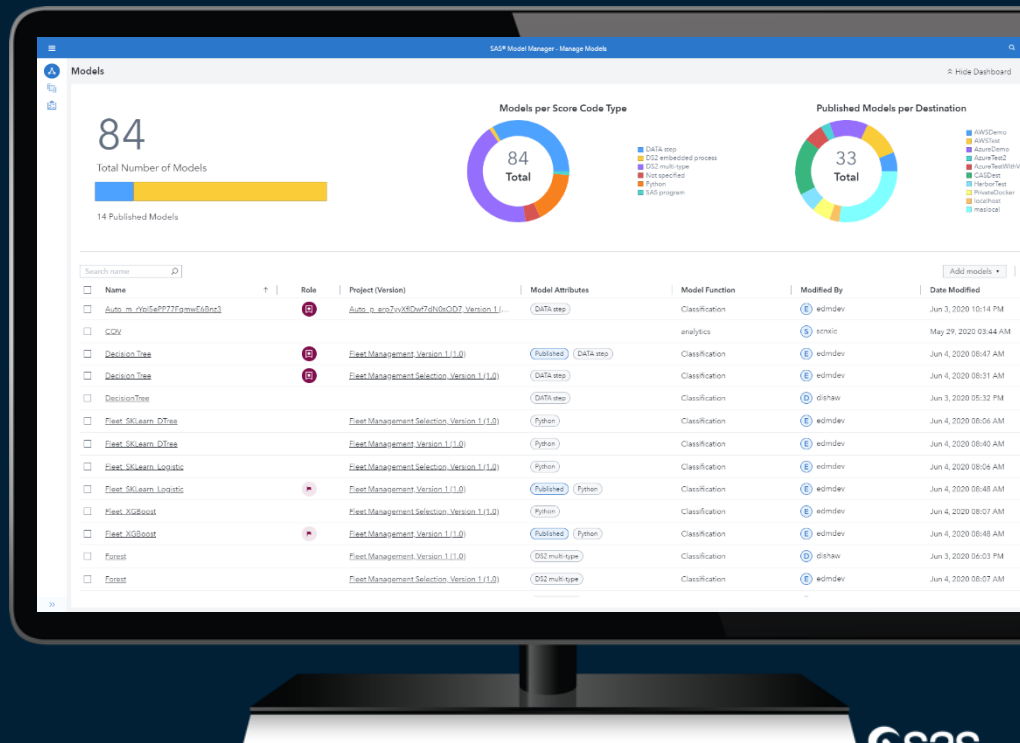 SAS® Model Manager - Manage Models
Models
Hide Dashboard
84
Total Number of Models
14 Published Models
Models per Score Code Type
84
Total
DATA step
DS2 embedded process
DS2 multi-type
Not specified
Python
SAS program
Published Models per Destination
33
Total
AWSDemo
AWSTest
AzureDemo
AzureTest2
AzureTestWithV
CASDest
HarborTest
PrivateDocker
localhost
maslocal
Search name
Add models
Name Role Project (Version) Model Attributes Model Function Modified By Date Modified
DATA step Classification E edmdev Jun 3, 2020 10:14 PM
COV analytics S scnxic May 29, 2020 03:44 AM
Decision Tree Fleet Management, Version 1 (1.0) Published DATA step Classification E edmdev Jun 4, 2020 08:47 AM
Decision Tree Fleet Management Selection, Version 1 (1.0) DATA step Classification E edmdev Jun 4, 2020 08:31 AM
DecisionTree DATA step Classification D dishaw Jun 3, 2020 05:32 PM
Fleet_SKLearn_DTree Fleet Management Selection, Version 1 (1.0) Python Classification E edmdev Jun 4, 2020 08:06 AM
Fleet_SKLearn_DTree Fleet Management, Version 1 (1.0) Python Classification E edmdev Jun 4, 2020 08:40 AM
Fleet_SKLearn_Logistic Fleet Management Selection, Version 1 (1.0) Python Classification E edmdev Jun 4, 2020 08:06 AM
Fleet_SKLearn_Logistic Fleet Management, Version 1 (1.0) Published Python Classification E edmdev Jun 4, 2020 08:48 AM
Fleet_XGBoost Fleet Management Selection, Version 1 (1.0) Python Classification E edmdev Jun 4, 2020 08:07 AM
Fleet_XGBoost Fleet Management, Version 1 (1.0) Published Python Classification E edmdev Jun 4, 2020 08:48 AM
Forest Fleet Management, Version 1 (1.0) DS2 multi-type Classification D dishaw Jun 3, 2020 06:03 PM
Forest Fleet Management Selection, Version 1 (1.0) DS2 multi-type Classification E edmdev Jun 4, 2020 08:07 AM
sas